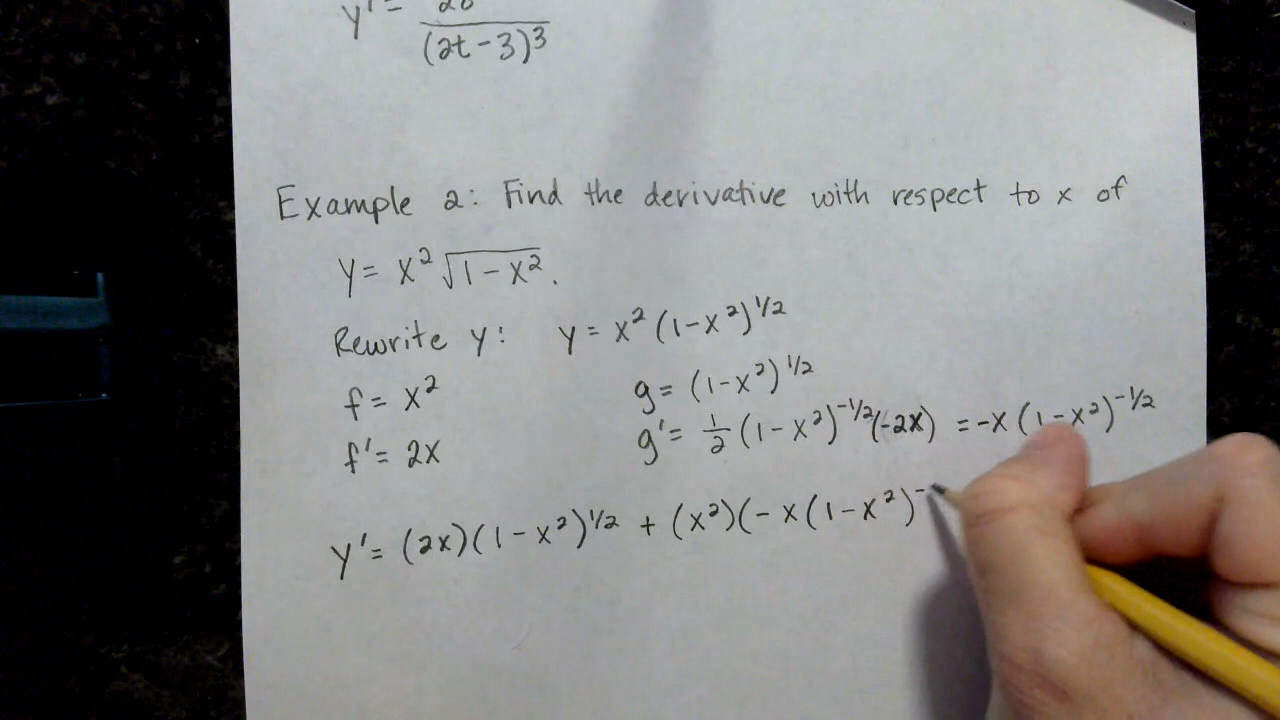 y' =
(2t-3)³
Example 2: Find the derivative with respect to x of
y = x² √(1-x²).
Rewrite y: y = x² (1-x²)^1/2
f = x² g = (1-x²)^1/2
f' = 2x g' = 1/2 (1-x²)^-1/2 (-2x) = -x (1-x²)^-1/2
y' = (2x)(1-x²)^1/2 + (x²)(-x(1-x²)^-